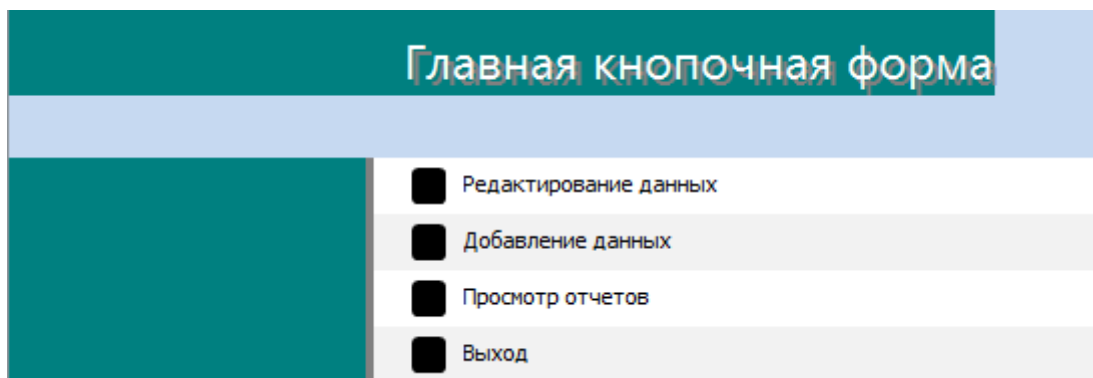 Главная кнопочная форма
Редактирование данных
Добавление данных
Просмотр отчетов
Выход